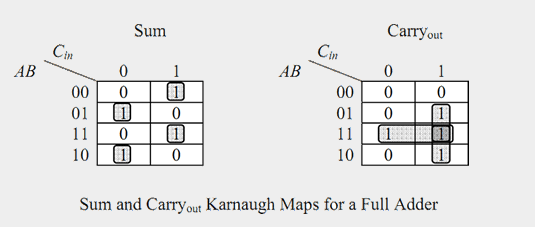 Sum Carryout
Cin Cin
AB 0 1 AB 0 1
00 0 1 00 0 0
01 1 0 01 0 1
11 0 1 11 1 1
10 1 0 10 0 1
Sum and Carryout Karnaugh Maps for a Full Adder